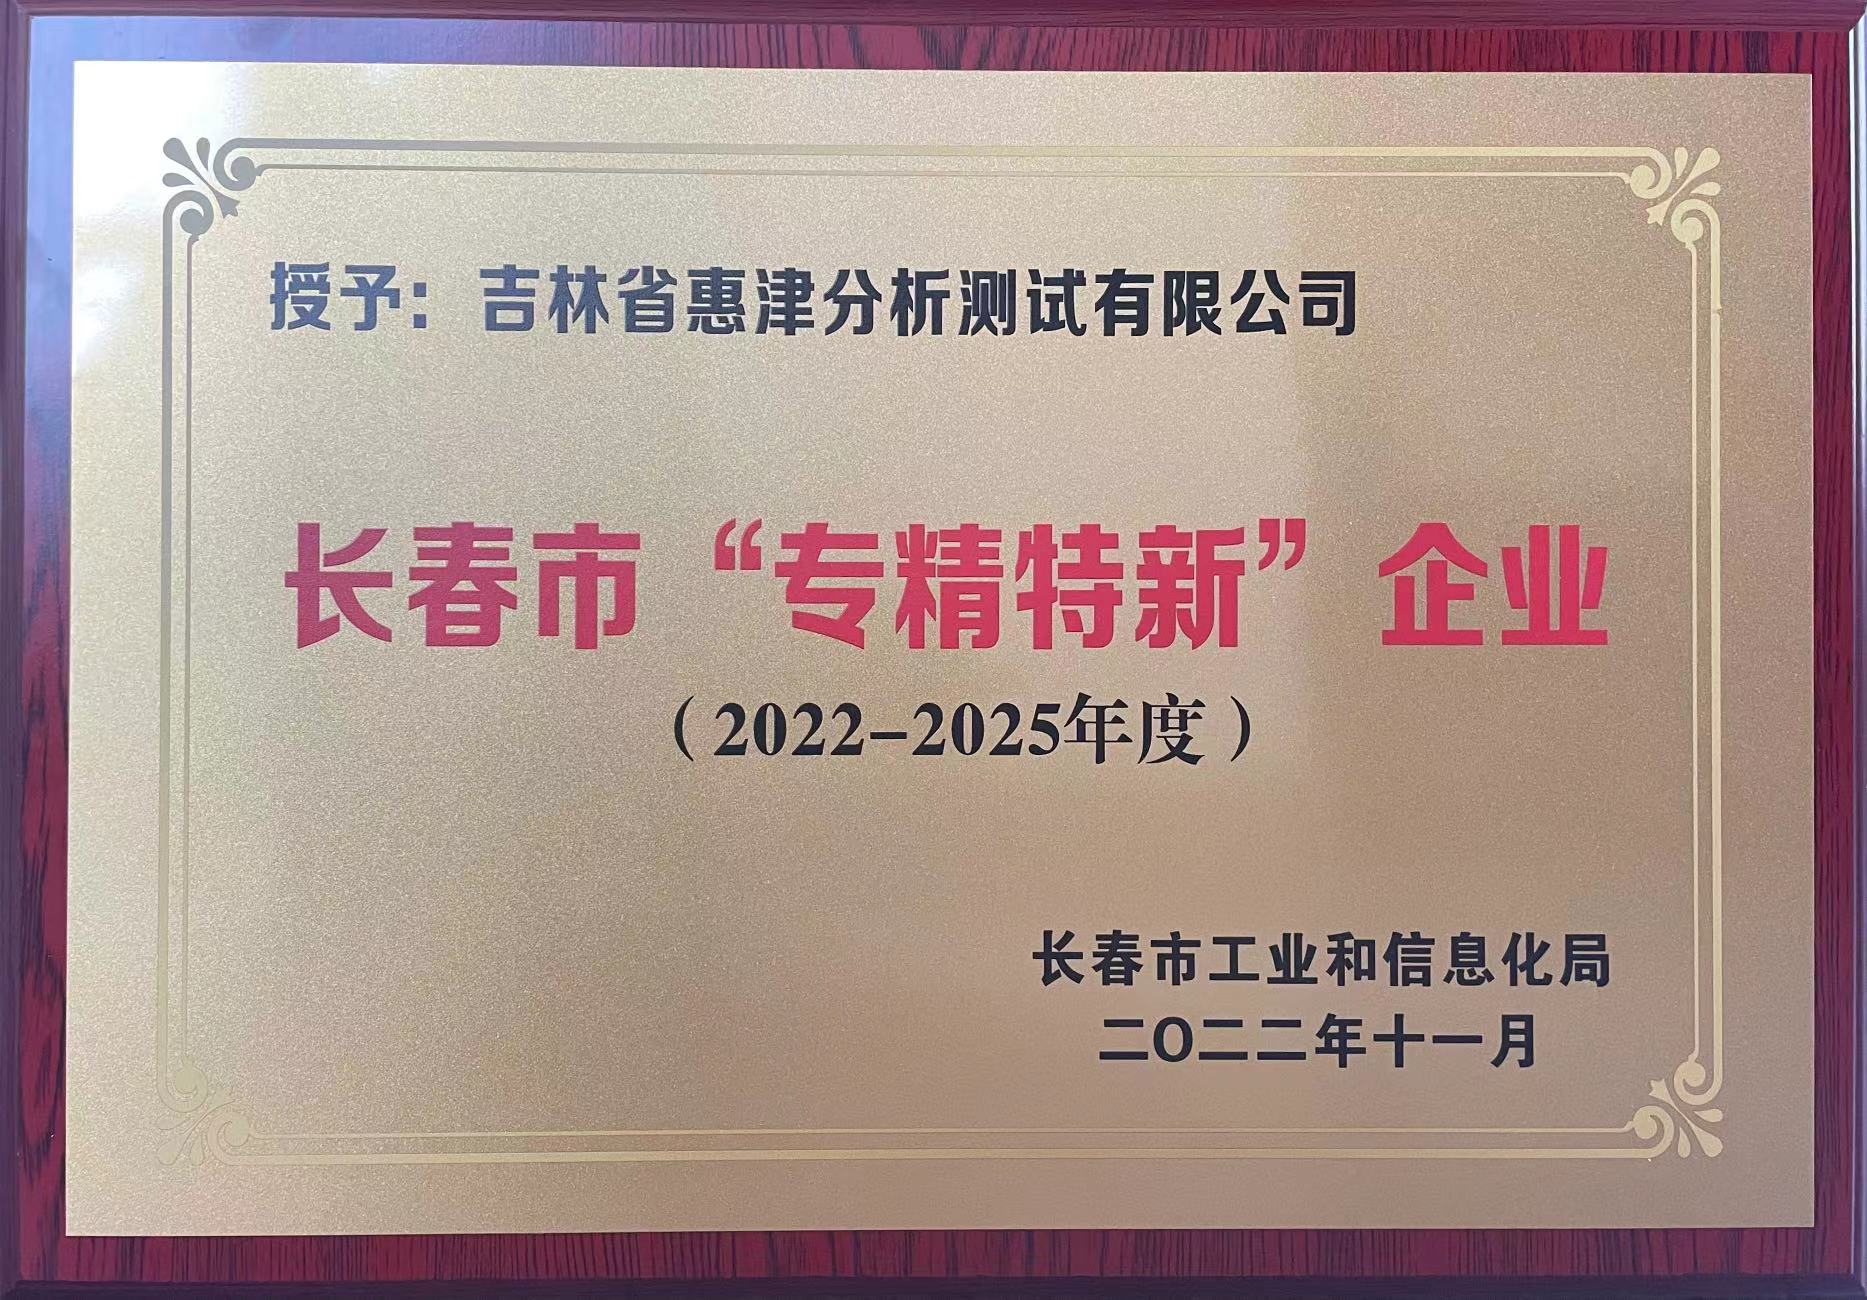 授予：吉林省惠津分析测试有限公司
长春市“专精特新”企业
（2022-2025年度）
长春市工业和信息化局
二〇二二年十一月